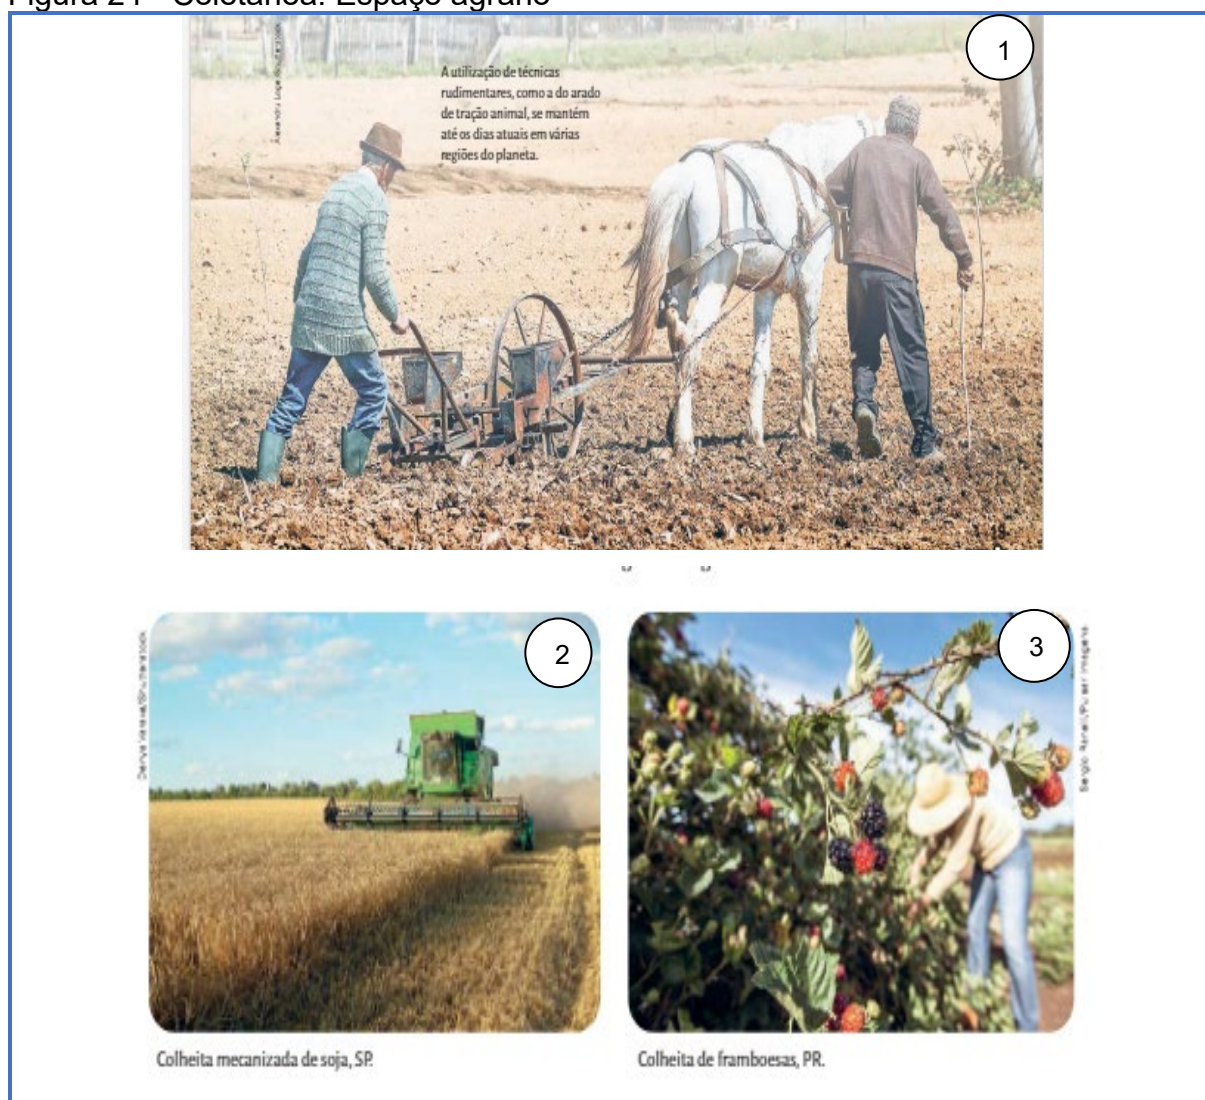 Figura 24 - Coletânea: Espaço agrário
1
A utilização de técnicas
rudimentares, como a do arado
de tração animal, se mantém
até os dias atuais em várias
regiões do planeta.
2
3
Colheita mecanizada de soja, SP.
Colheita de framboesas, PR.